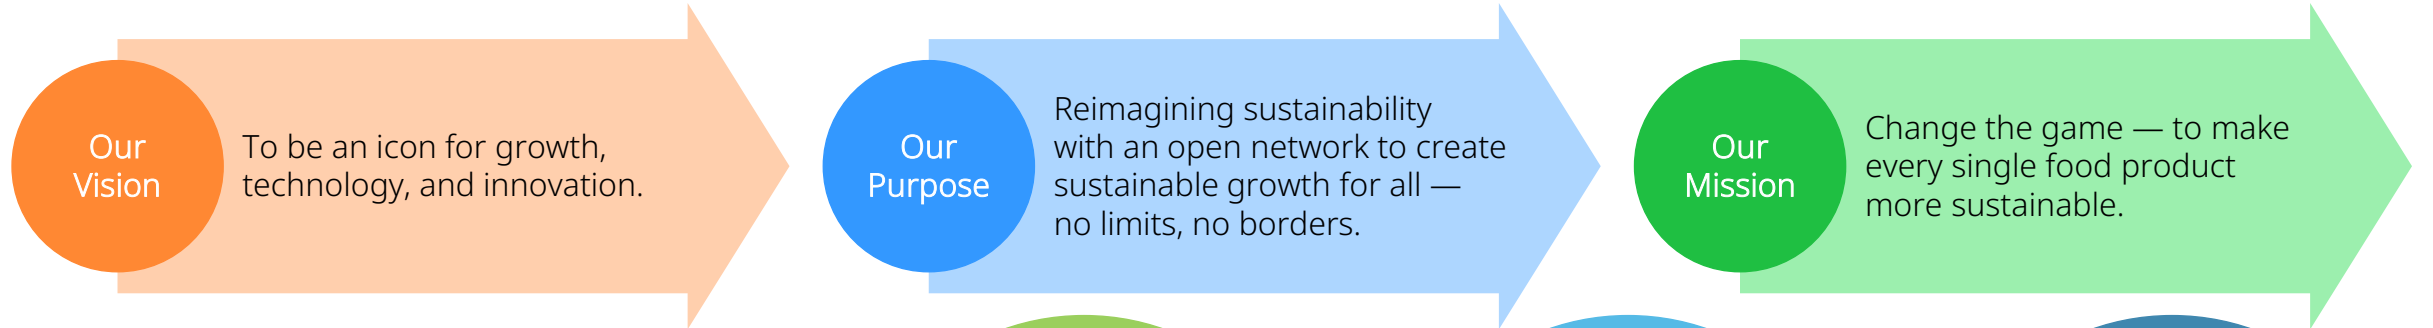 Our
Vision
To be an icon for growth,
technology, and innovation.
Our
Purpose
Reimagining sustainability
with an open network to create
sustainable growth for all —
no limits, no borders.
Our
Mission
Change the game — to make
every single food product
more sustainable.